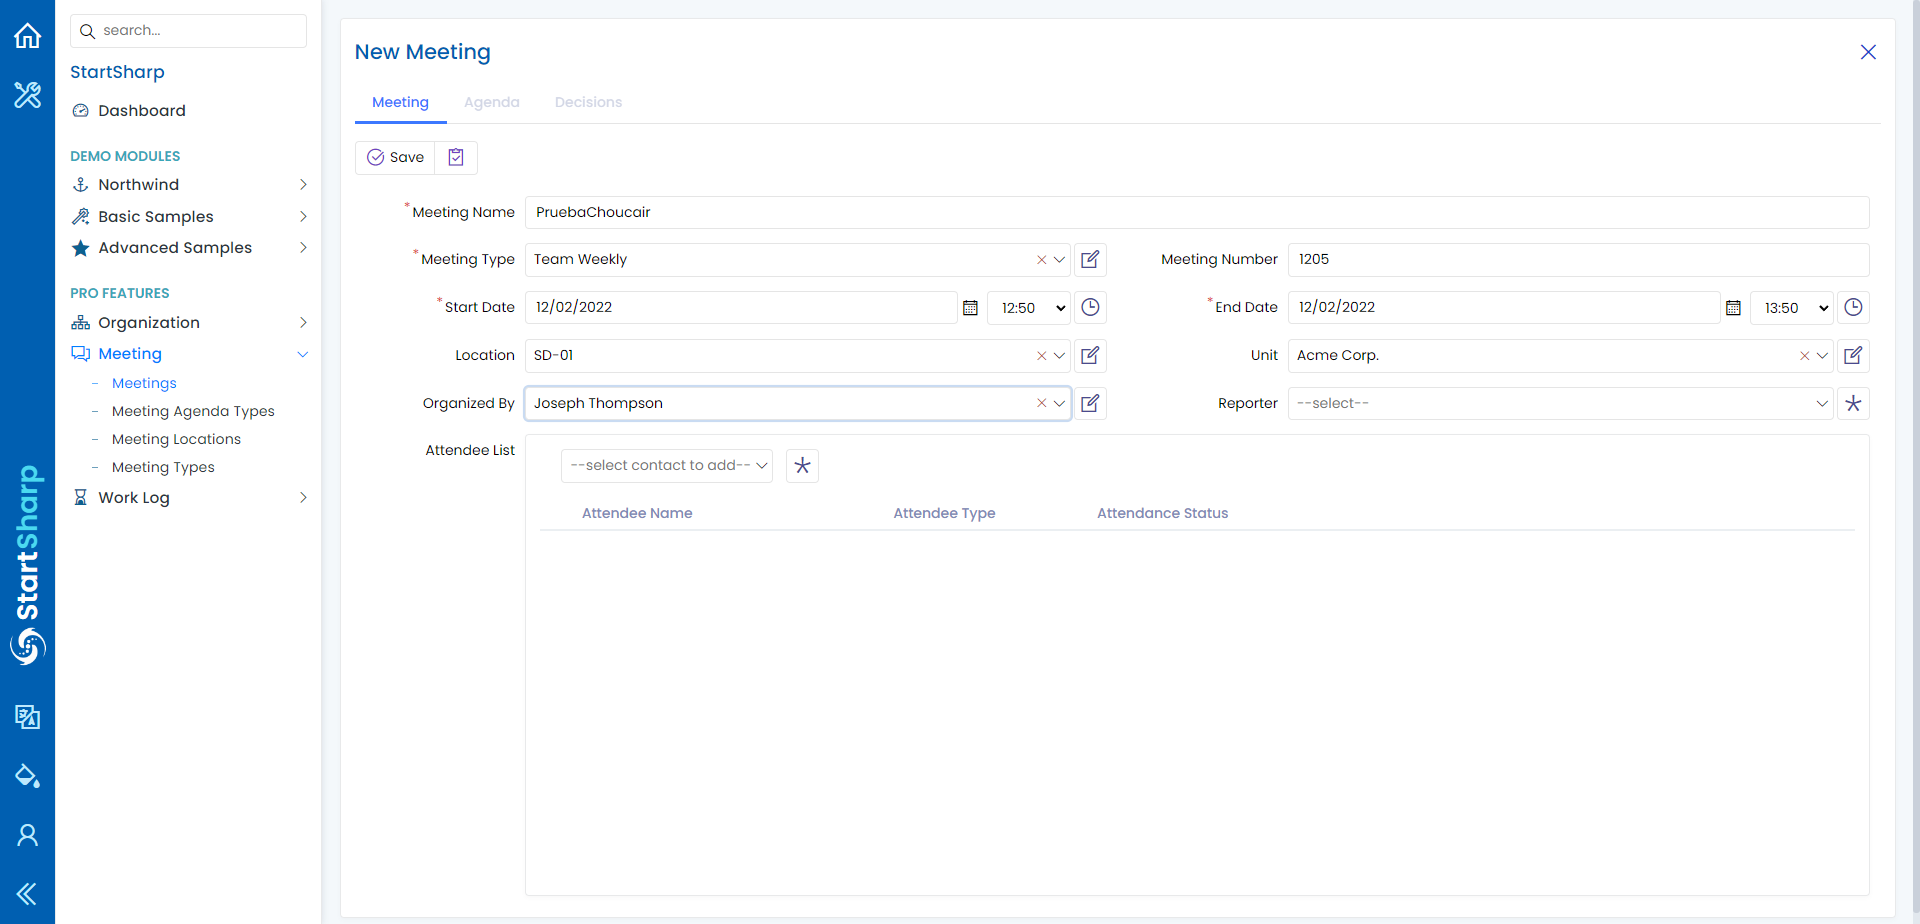 search...
StartSharp
Dashboard
DEMO MODULES
Northwind
Basic Samples
Advanced Samples
PRO FEATURES
Organization
Meeting
Meetings
Meeting Agenda Types
Meeting Locations
Meeting Types
Work Log
StartSharp
New Meeting
Meeting Agenda Decisions
Save
*Meeting Name PruebaChoucair
*Meeting Type Team Weekly Meeting Number 1205
*Start Date 12/02/2022 12:50 *End Date 12/02/2022 13:50
Location SD-01 Unit Acme Corp.
Organized By Joseph Thompson Reporter --select--
Attendee List
--select contact to add--
Attendee Name Attendee Type Attendance Status